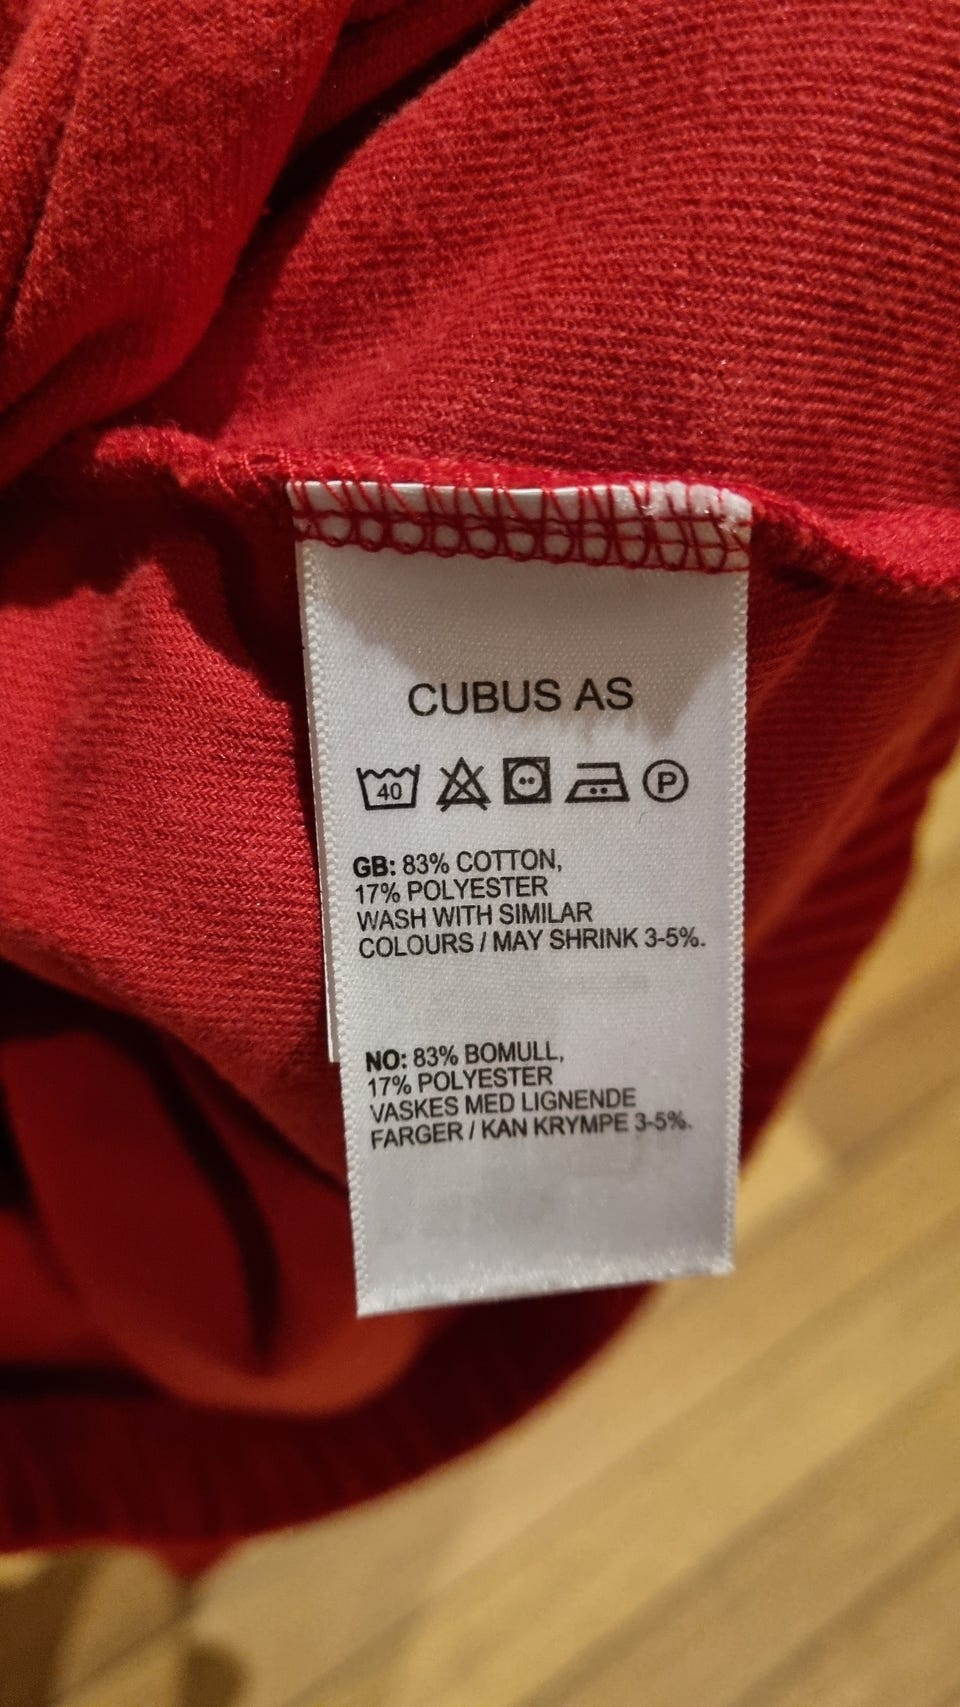 CUBUS AS
40 P
GB: 83% COTTON,
17% POLYESTER
WASH WITH SIMILAR
COLOURS / MAY SHRINK 3-5%.
NO: 83% BOMULL,
17% POLYESTER
VASKES MED LIGNENDE
FARGER / KAN KRYMPE 3-5%.